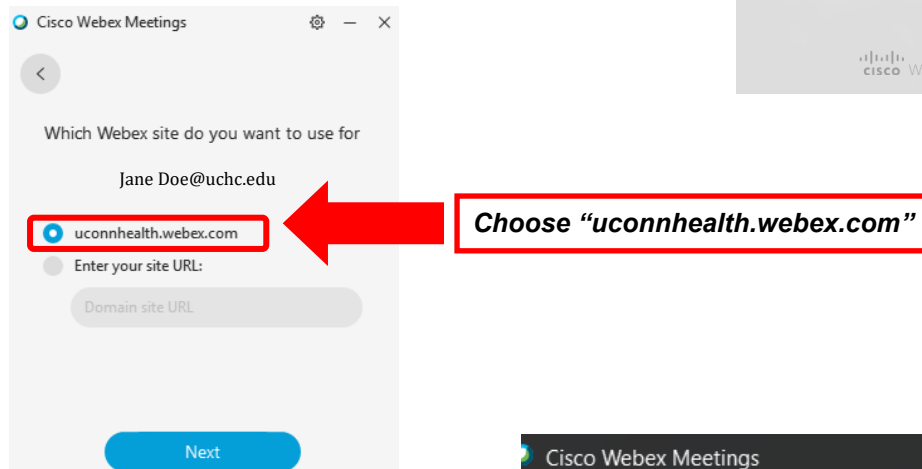 Cisco Webex Meetings
CISCO
Which Webex site do you want to use for
Jane Doe@uchc.edu
uconnhealth.webex.com
Choose “uconnhealth.webex.com”
Enter your site URL:
Domain site URL
Next
Cisco Webex Meetings